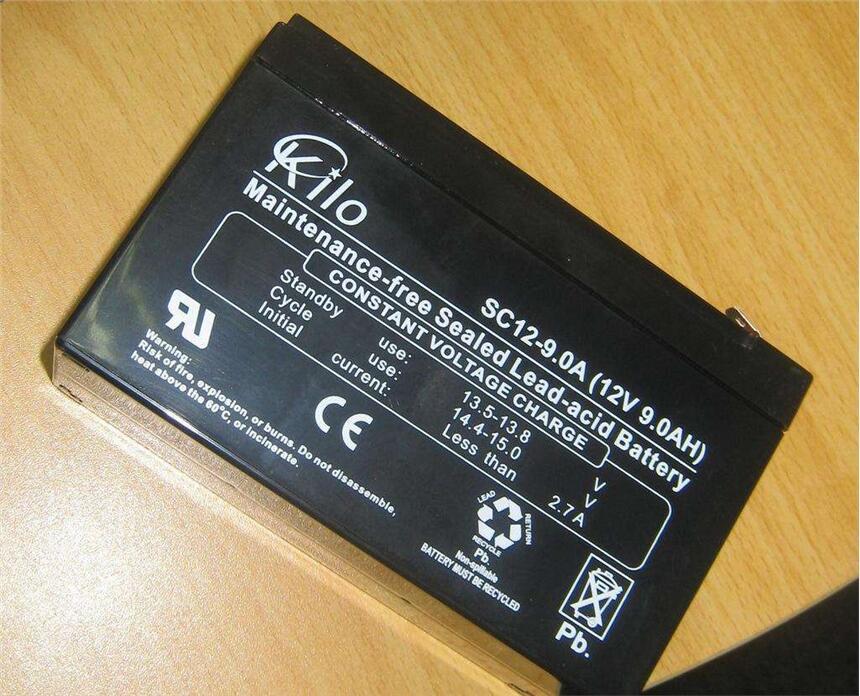 Kilo
SC12-9.0A (12V 9.0AH)
Maintenance-free Sealed Lead-acid Battery
CONSTANT VOLTAGE CHARGE
Standby use: 13.5-13.8 V
Cycle use: 14.4-15.0 V
Initial current: Less than 2.7A
Warning:
Risk of fire, explosion, or burns. Do not disassemble,
heat above the 60°C, or incinerate.
CE
LEAD
RETURN
RECYCLE
Pb
Non-spillable
BATTERY MUST BE RECYCLED
Pb.